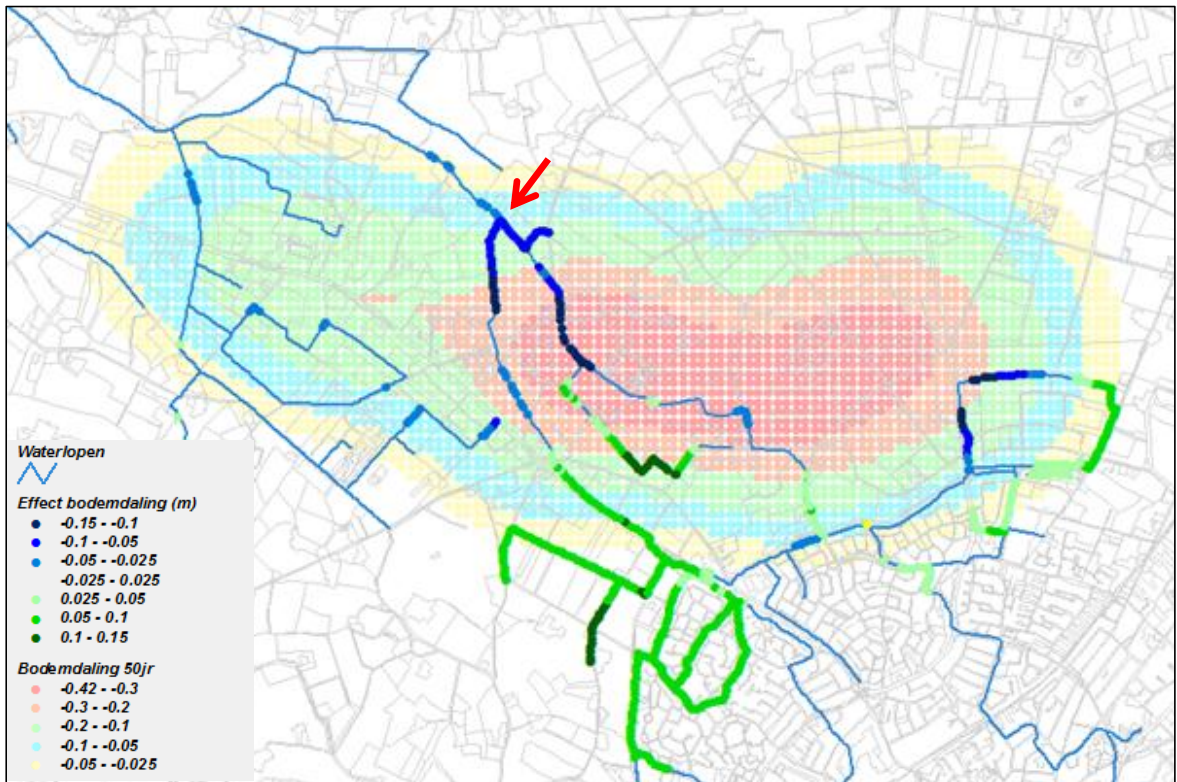 Waterlopen
Effect bodemdaling (m)
-0.15 - -0.1
-0.1 - -0.05
-0.05 - -0.025
-0.025 - 0.025
0.025 - 0.05
0.05 - 0.1
0.1 - 0.15
Bodemdaling 50jr
-0.42 - -0.3
-0.3 - -0.2
-0.2 - -0.1
-0.1 - -0.05
-0.05 - -0.025